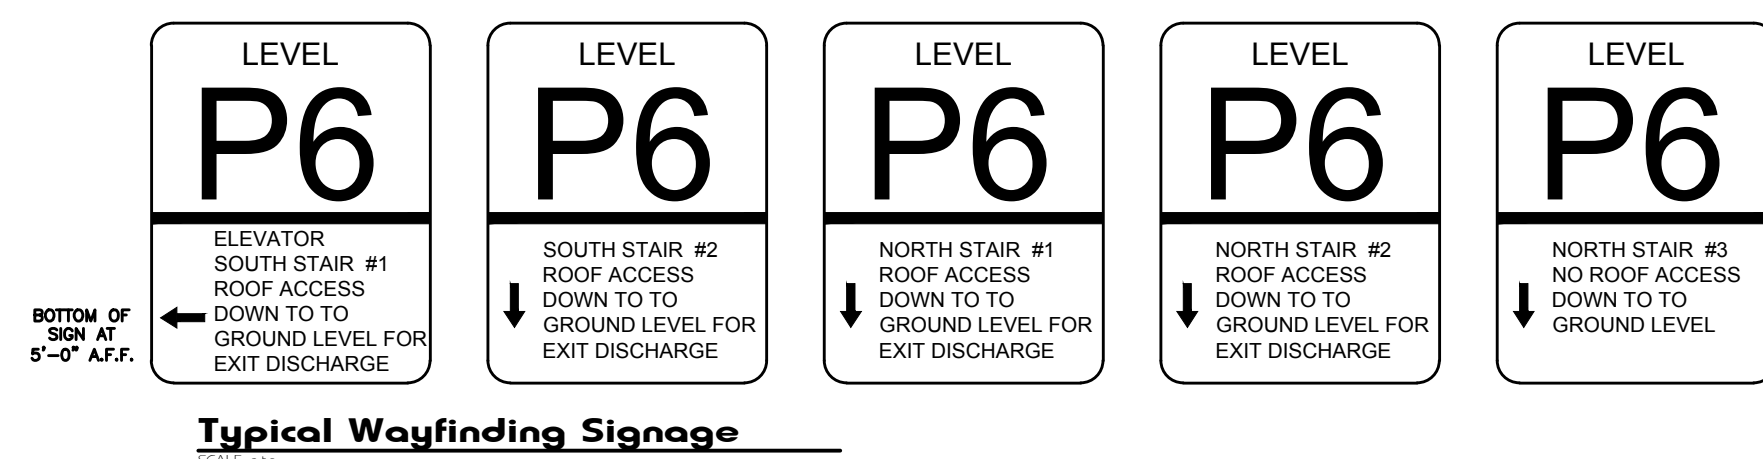 LEVEL
P6
ELEVATOR
SOUTH STAIR #1
ROOF ACCESS
DOWN TO TO
GROUND LEVEL FOR
EXIT DISCHARGE
LEVEL
P6
SOUTH STAIR #2
ROOF ACCESS
DOWN TO TO
GROUND LEVEL FOR
EXIT DISCHARGE
LEVEL
P6
NORTH STAIR #1
ROOF ACCESS
DOWN TO TO
GROUND LEVEL FOR
EXIT DISCHARGE
LEVEL
P6
NORTH STAIR #2
ROOF ACCESS
DOWN TO TO
GROUND LEVEL FOR
EXIT DISCHARGE
LEVEL
P6
NORTH STAIR #3
NO ROOF ACCESS
DOWN TO TO
GROUND LEVEL
BOTTOM OF
SIGN AT
5'-0" A.F.F.
Typical Wayfinding Signage